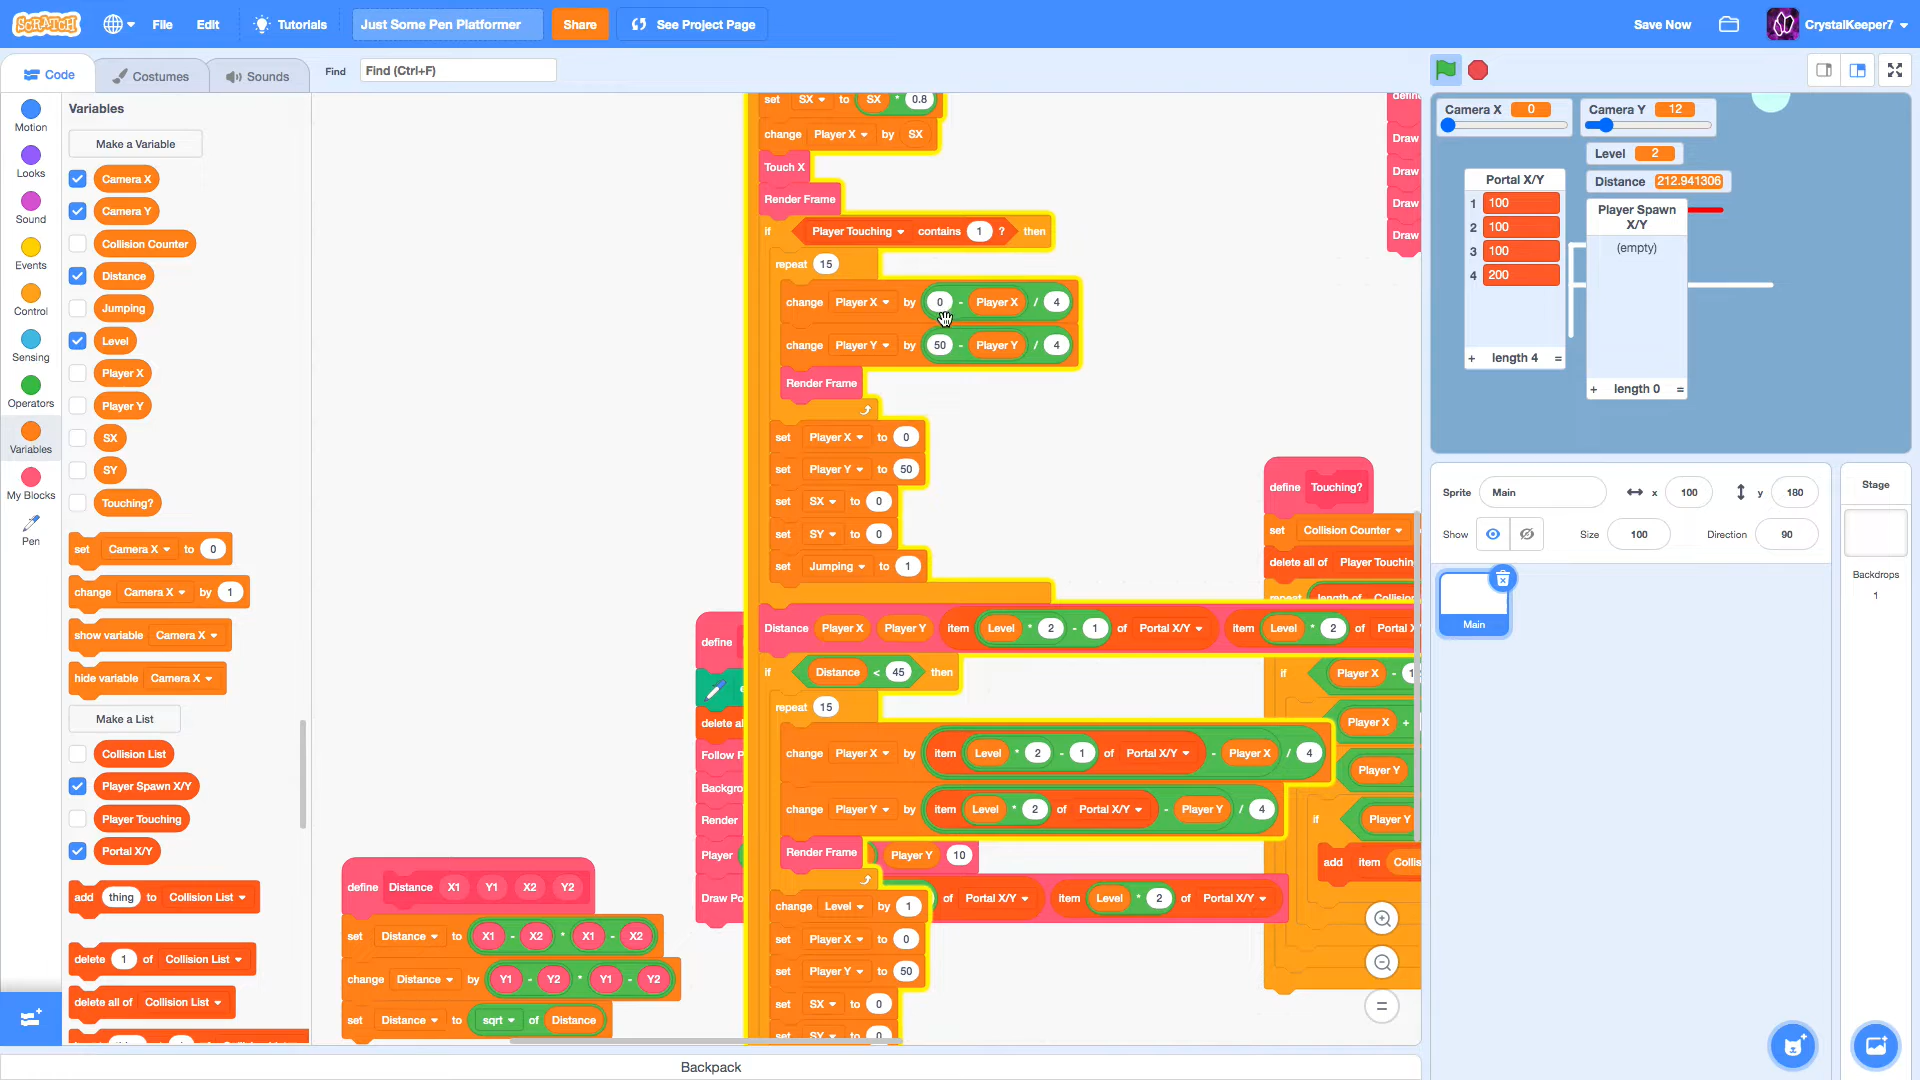 SCRATCH
File
Edit
Tutorials
Just Some Pen Platformer
Share
See Project Page
Save Now
CrystalKeeper7
Code
Costumes
Sounds
Find
Find (Ctrl+F)
Motion
Looks
Sound
Events
Control
Sensing
Operators
Variables
My Blocks
Pen
Variables
Make a Variable
Camera X
Camera Y
Collision Counter
Distance
Jumping
Level
Player X
Player Y
SX
SY
Touching?
set Camera X to 0
change Camera X by 1
show variable Camera X
hide variable Camera X
Make a List
Collision List
Player Spawn X/Y
Player Touching
Portal X/Y
add thing to Collision List
delete 1 of Collision List
delete all of Collision List
set SX to SX * 0.8
change Player X by SX
Touch X
Render Frame
if Player Touching contains 1 ? then
repeat 15
change Player X by 0 - Player X / 4
change Player Y by 50 - Player Y / 4
Render Frame
set Player X to 0
set Player Y to 50
set SX to 0
set SY to 0
set Jumping to 1
Distance Player X Player Y item Level * 2 - 1 of Portal X/Y item Level * 2 of Portal X/
if Distance < 45 then
repeat 15
change Player X by item Level * 2 - 1 of Portal X/Y - Player X / 4
change Player Y by item Level * 2 of Portal X/Y - Player Y / 4
Render Frame
change Level by 1
set Player X to 0
set Player Y to 50
set SX to 0
set SY to 0
define
delete al
Follow P
Backgro
Render
Player
Player Y 10
Draw Po
of Portal X/Y item Level * 2 of Portal X/Y
define Distance X1 Y1 X2 Y2
set Distance to X1 - X2 * X1 - X2
change Distance by Y1 - Y2 * Y1 - Y2
set Distance to sqrt of Distance
define
Draw
Draw
Draw
Draw
define Touching?
set Collision Counter
delete all of Player Touchin
repeat length of Collisio
if Player X - 1
Player X +
Player Y
if Player Y
add item Collis
Camera X 0
Camera Y 12
Level 2
Distance 212.941306
Portal X/Y
1 100
2 100
3 100
4 200
+ length 4 =
Player Spawn
X/Y
(empty)
+ length 0 =
Sprite Main x 100 y 180
Show Size 100 Direction 90
Main
Stage
Backdrops
1
Backpack